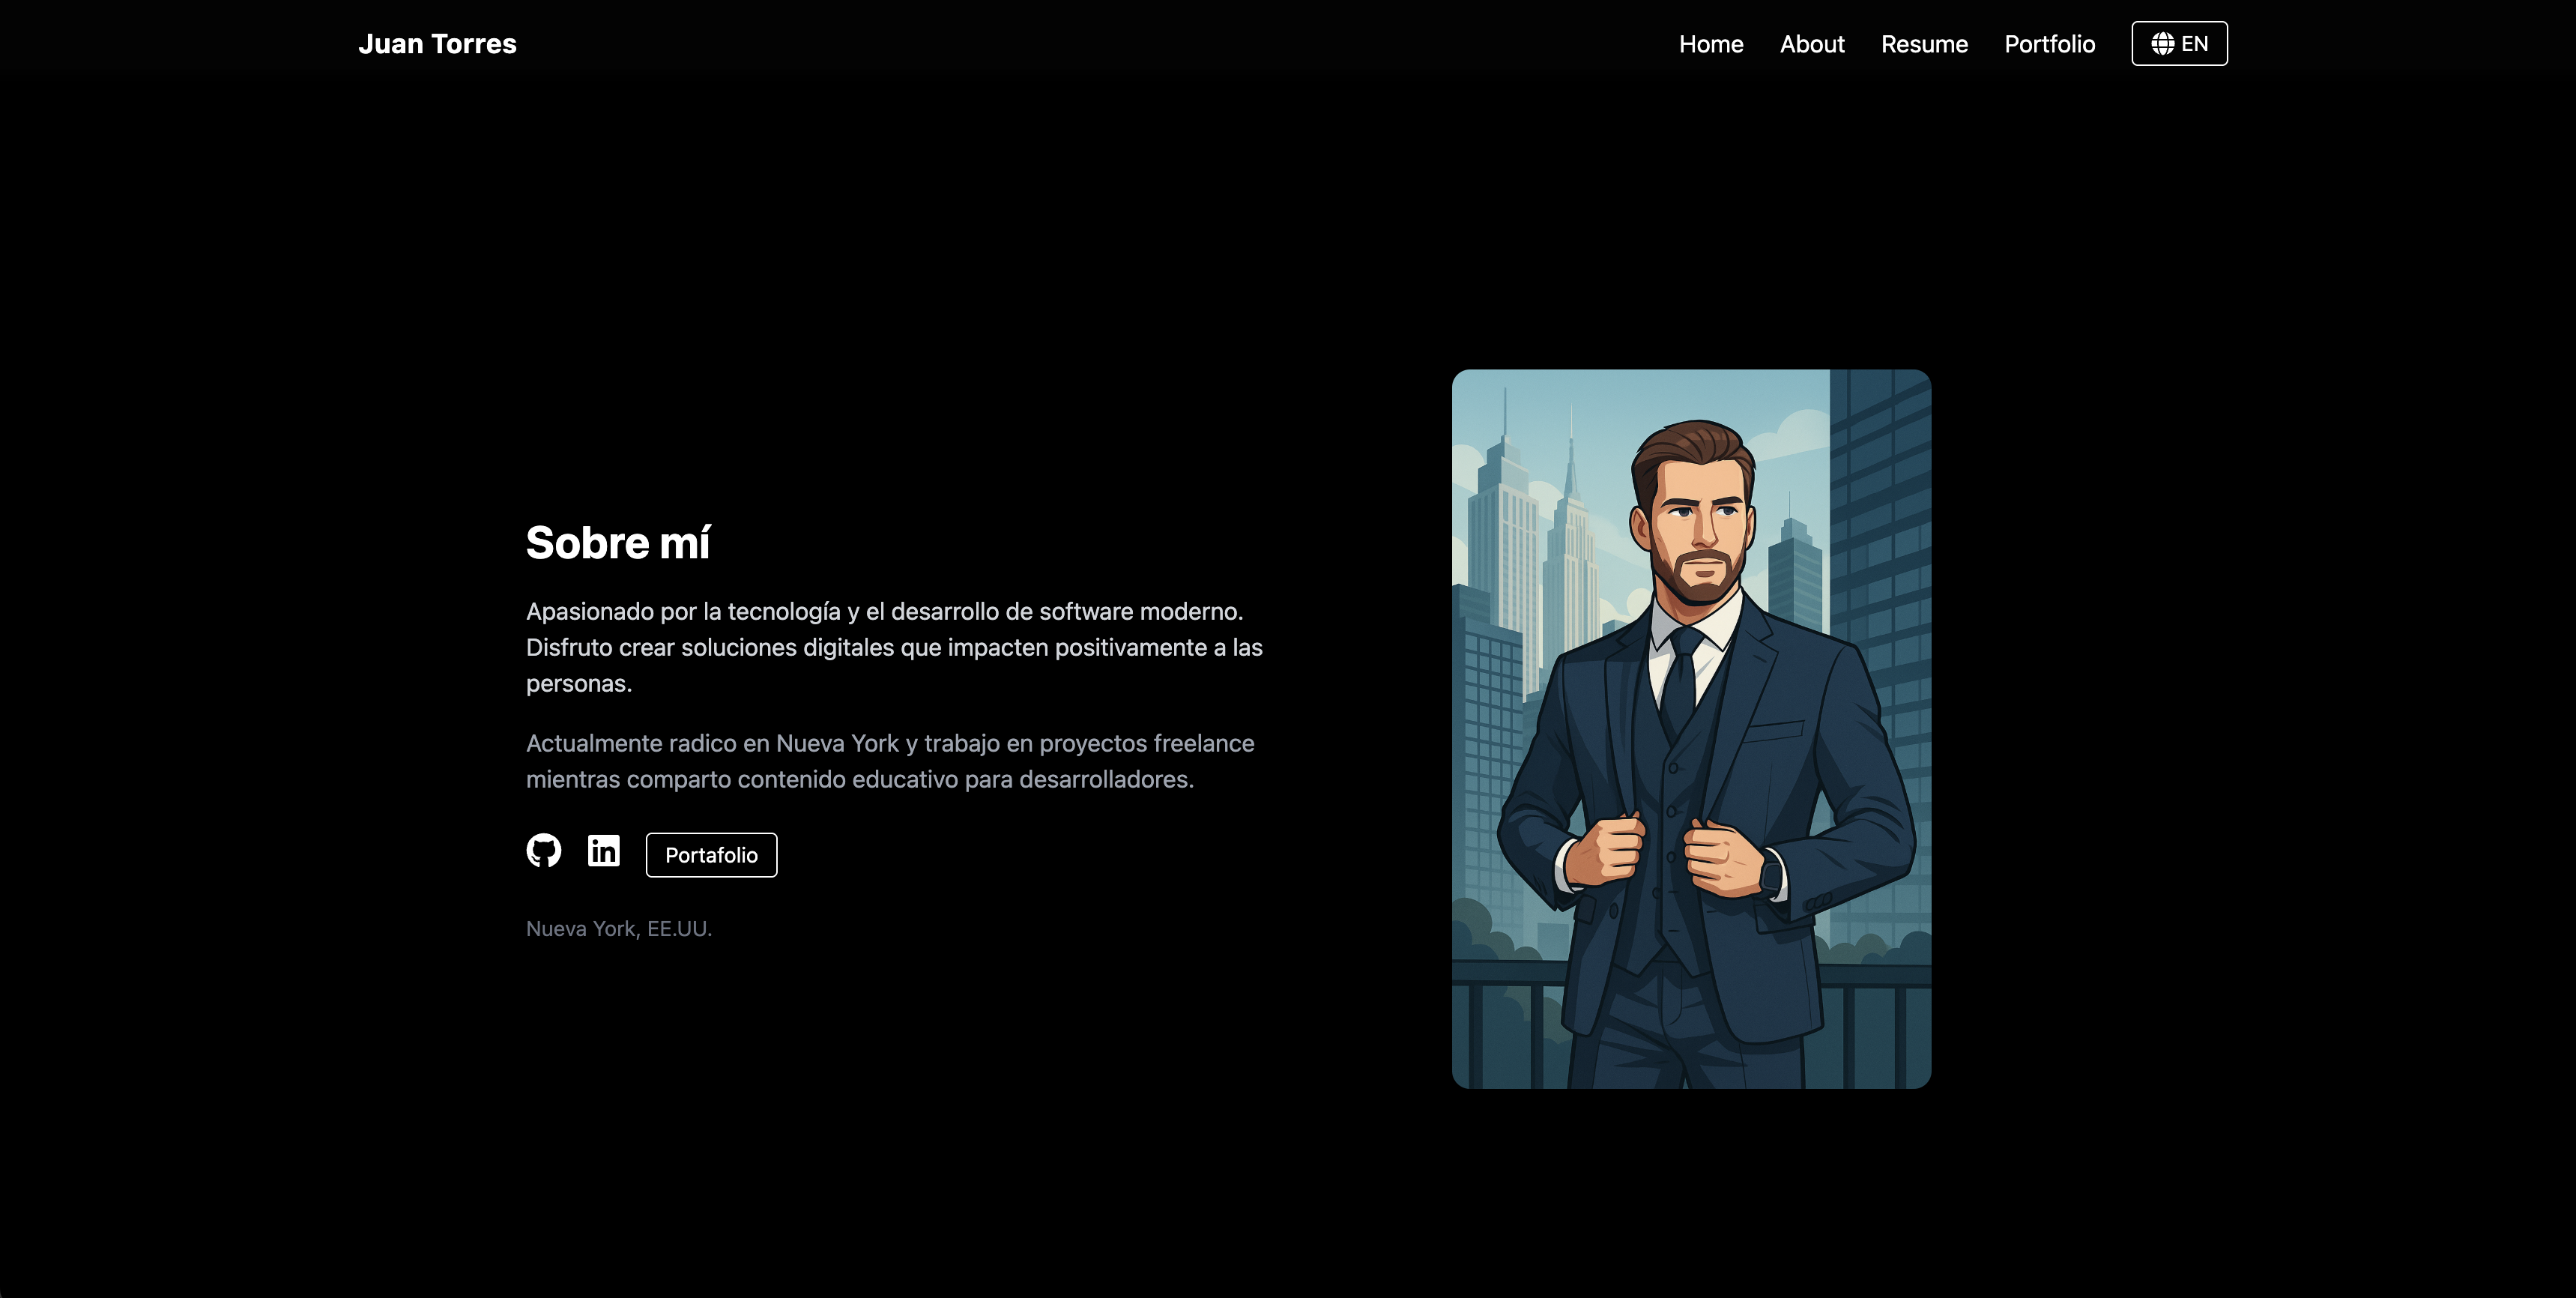 Juan Torres
Home
About
Resume
Portfolio
EN
Sobre mí
Apasionado por la tecnología y el desarrollo de software moderno.
Disfruto crear soluciones digitales que impacten positivamente a las
personas.
Actualmente radico en Nueva York y trabajo en proyectos freelance
mientras comparto contenido educativo para desarrolladores.
in
Portafolio
Nueva York, EE.UU.